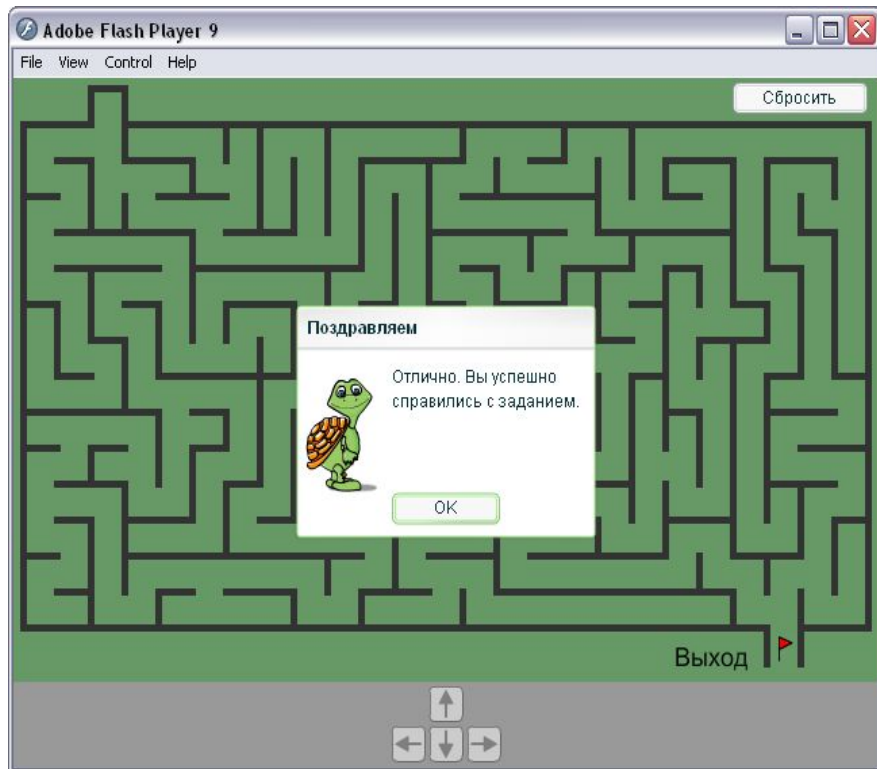 Adobe Flash Player 9
File View Control Help
Сбросить
Поздравляем
Отлично. Вы успешно
справились с заданием.
OK
Выход